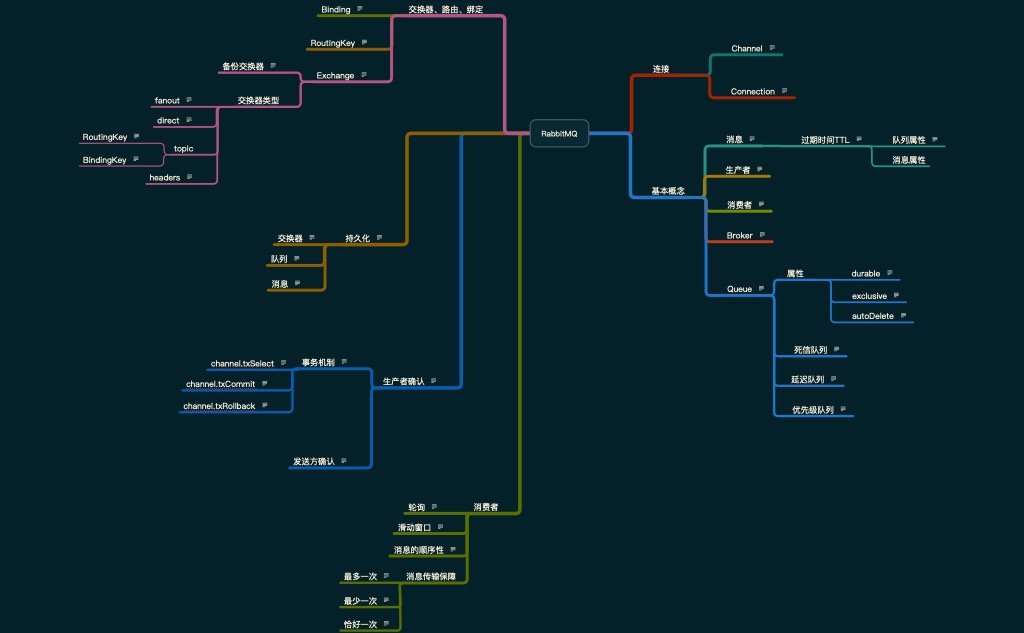 RabbitMQ
连接
Channel
Connection
基本概念
消息
过期时间TTL
队列属性
消息属性
生产者
消费者
Broker
Queue
属性
durable
exclusive
autoDelete
死信队列
延迟队列
优先级队列
交换器、路由、绑定
Binding
RoutingKey
Exchange
备份交换器
交换器类型
fanout
direct
topic
RoutingKey
BindingKey
headers
持久化
交换器
队列
消息
生产者确认
事务机制
channel.txSelect
channel.txCommit
channel.txRollback
发送方确认
消费者
轮询
滑动窗口
消息的顺序性
消息传输保障
最多一次
最少一次
恰好一次